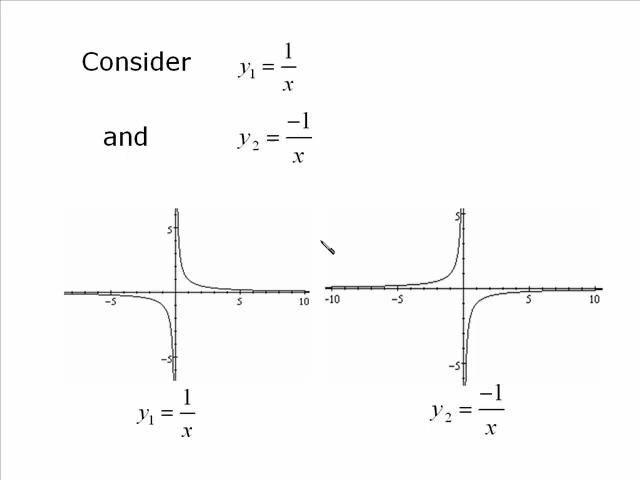 Consider y₁ = 1/x
and y₂ = −1/x
5
−5
5
10
−5
5
−10
−5
5
10
−5
y₁ = 1/x
y₂ = −1/x